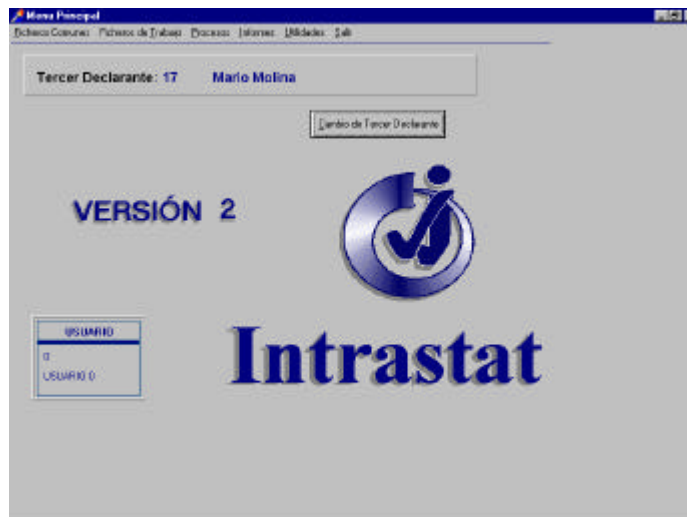 Menu Principal
Ficheros Comunes Ficheros de Trabajo Procesos Informes Utilidades Salir
Tercer Declarante: 17 Mario Molina
Cambio de Tercer Declarante
VERSIÓN 2
Intrastat
USUARIO
0
USUARIO 0